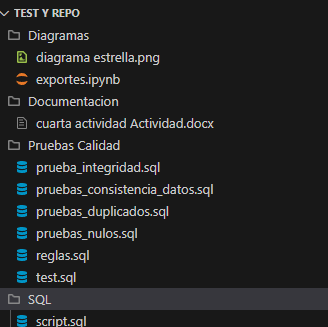 TEST Y REPO
Diagramas
diagrama estrella.png
exportes.ipynb
Documentacion
cuarta actividad Actividad.docx
Pruebas Calidad
prueba_integridad.sql
pruebas_consistencia_datos.sql
pruebas_duplicados.sql
pruebas_nulos.sql
reglas.sql
test.sql
SQL
script.sql